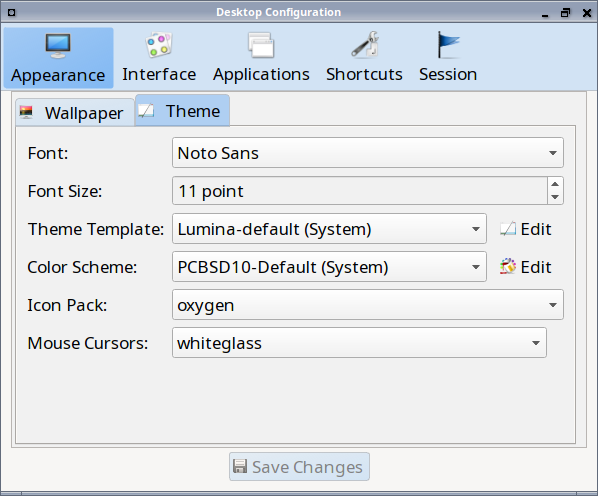 Desktop Configuration
Appearance Interface Applications Shortcuts Session
Wallpaper Theme
Font: Noto Sans
Font Size: 11 point
Theme Template: Lumina-default (System) Edit
Color Scheme: PCBSD10-Default (System) Edit
Icon Pack: oxygen
Mouse Cursors: whiteglass
Save Changes